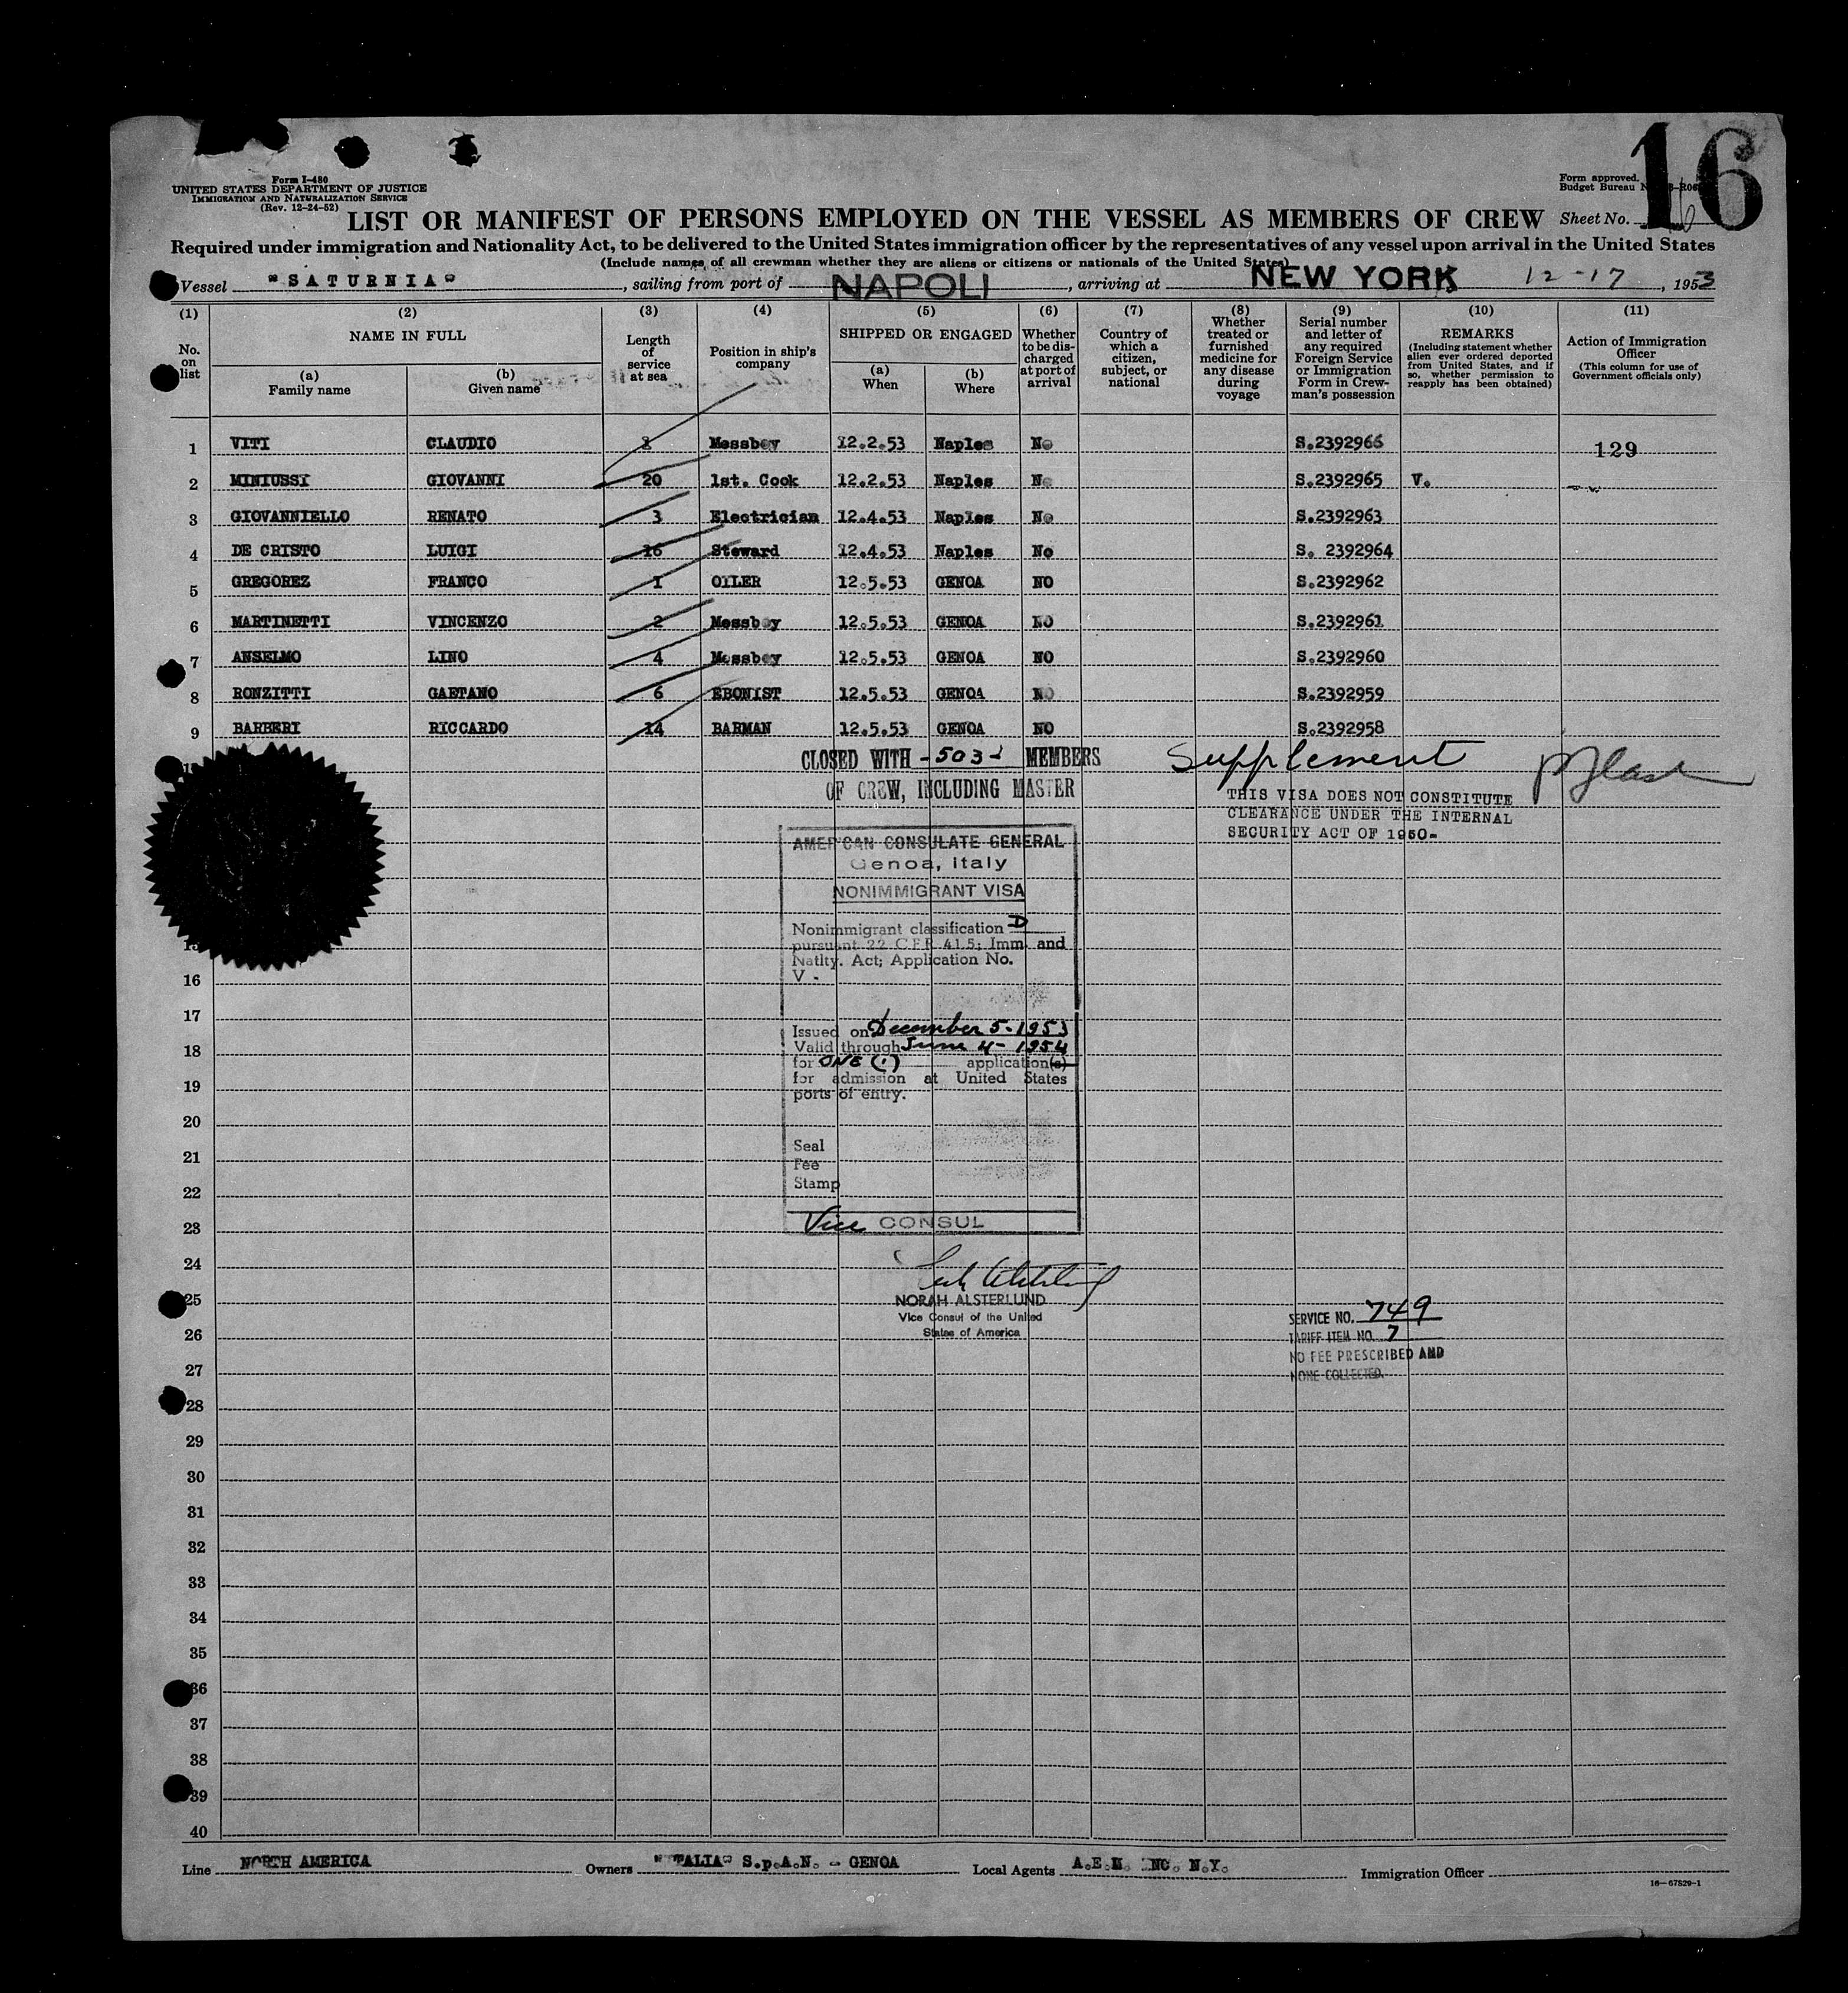 16
Form I-480
UNITED STATES DEPARTMENT OF JUSTICE
IMMIGRATION AND NATURALIZATION SERVICE
(Rev. 12-24-52)
Form approved.
Budget Bureau
LIST OR MANIFEST OF PERSONS EMPLOYED ON THE VESSEL AS MEMBERS OF CREW Sheet No. 16
Required under immigration and Nationality Act, to be delivered to the United States immigration officer by the representatives of any vessel upon arrival in the United States
(Include names of all crewman whether they are aliens or citizens or nationals of the United States)
Vessel "SATURNIA", sailing from port of NAPOLI, arriving at NEW YORK 12-17, 1953
(1) (2) (3) (4) (5) (6) (7) (8) (9) (10) (11)
No. on list
NAME IN FULL
(a) Family name
(b) Given name
Length of service at sea
Position in ship's company
SHIPPED OR ENGAGED
(a) When
(b) Where
Whether to be discharged at port of arrival
Country of which a citizen, subject, or national
Whether treated or furnished medicine for any disease during voyage
Serial number and letter of any required Foreign Service or Immigration Form in Crewman's possession
REMARKS
(Including statement whether alien ever ordered deported from United States, and if so, whether permission to reapply has been obtained)
Action of Immigration Officer
(This column for use of Government officials only)
1 VITI CLAUDIO Messboy 12.2.53 Naples No S.2392966 129
2 MINIUSSI GIOVANNI 20 1st. Cook 12.2.53 Naples No S.2392965 V.
3 GIOVANNIELLO RENATO 3 Electrician 12.4.53 Naples No S.2392963
4 DE CRISTO LUIGI 16 Steward 12.4.53 Naples No S. 2392964
5 GREGOREZ FRANCO 1 OILER 12.5.53 GENOA NO S.2392962
6 MARTINETTI VINCENZO 2 Messboy 12.5.53 GENOA NO S.2392961
7 ANSELMO LINO 4 Messboy 12.5.53 GENOA NO S.2392960
8 RONZITTI GAETANO 6 EBONIST 12.5.53 GENOA NO S.2392959
9 BARBERI RICCARDO 14 BARMAN 12.5.53 GENOA NO S.2392958
CLOSED WITH -503- MEMBERS
OF CREW, INCLUDING MASTER
Supplement
THIS VISA DOES NOT CONSTITUTE
CLEARANCE UNDER THE INTERNAL
SECURITY ACT OF 1950-
AMERICAN CONSULATE GENERAL
Genoa, Italy
NONIMMIGRANT VISA
Nonimmigrant classification D
pursuant 22 CFR 41.5; Imm. and
Natlty. Act; Application No.
V -
Issued on December 5-1953
Valid through June 4- 1954
for ONE (1) application(s)
for admission at United States
ports of entry.
Seal
Fee
Stamp
Vice CONSUL
NORAH ALSTERLUND
Vice Consul of the United
States of America
SERVICE NO. 749
TARIFF ITEM NO. 7
NO FEE PRESCRIBED AND
NONE COLLECTED.
16
17
18
19
20
21
22
23
24
25
26
27
28
29
30
31
32
33
34
35
36
37
38
39
40
Line NORTH AMERICA Owners "ITALIA" S.p.A.N. - GENOA Local Agents A.E.M. INC. N.Y. Immigration Officer
16—67829-1